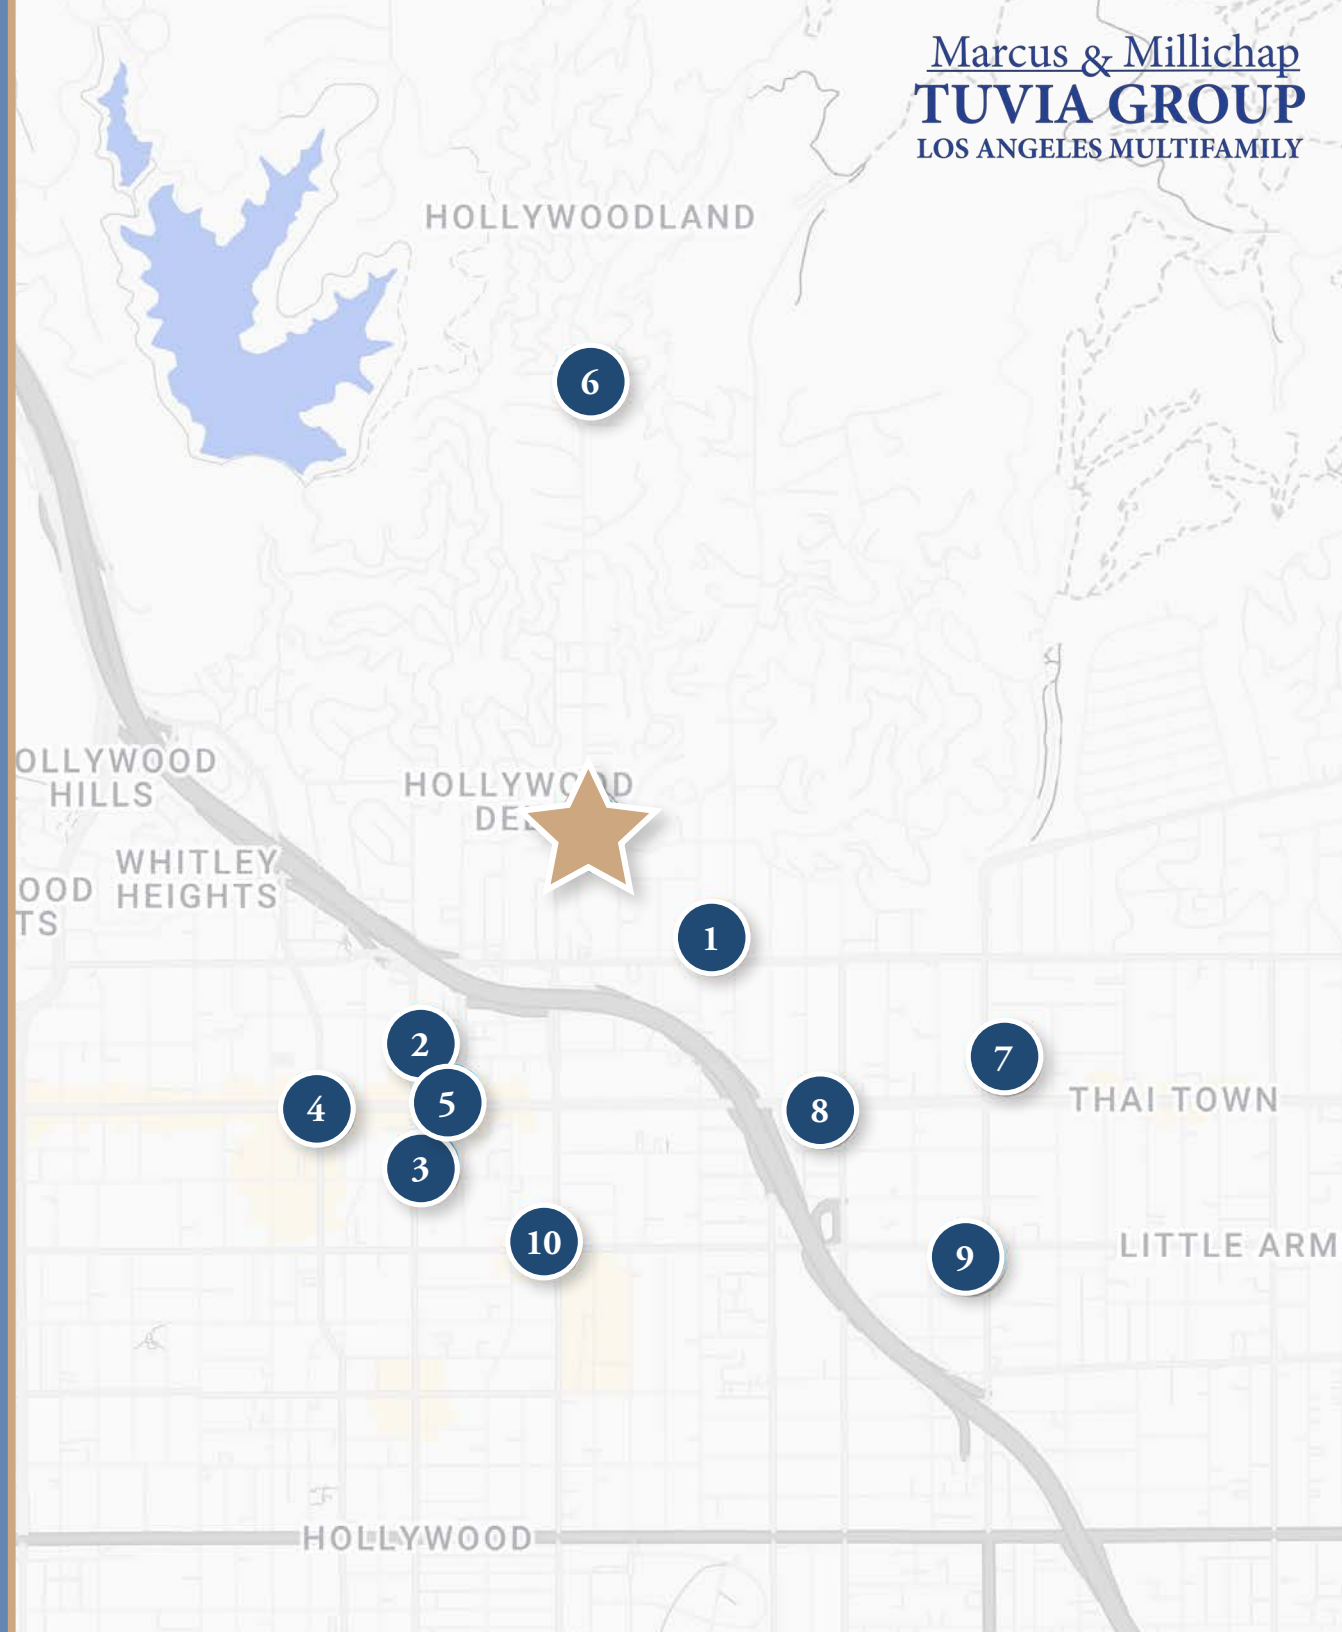 Marcus & Millichap
TUVIA GROUP
LOS ANGELES MULTIFAMILY
HOLLYWOODLAND
6
OLLYWOOD
HILLS
HOLLYWOOD
DE
WHITLEY
HEIGHTS
OOD
TS
1
2
7
4
5
8
THAI TOWN
3
10
9
LITTLE ARM
HOLLYWOOD